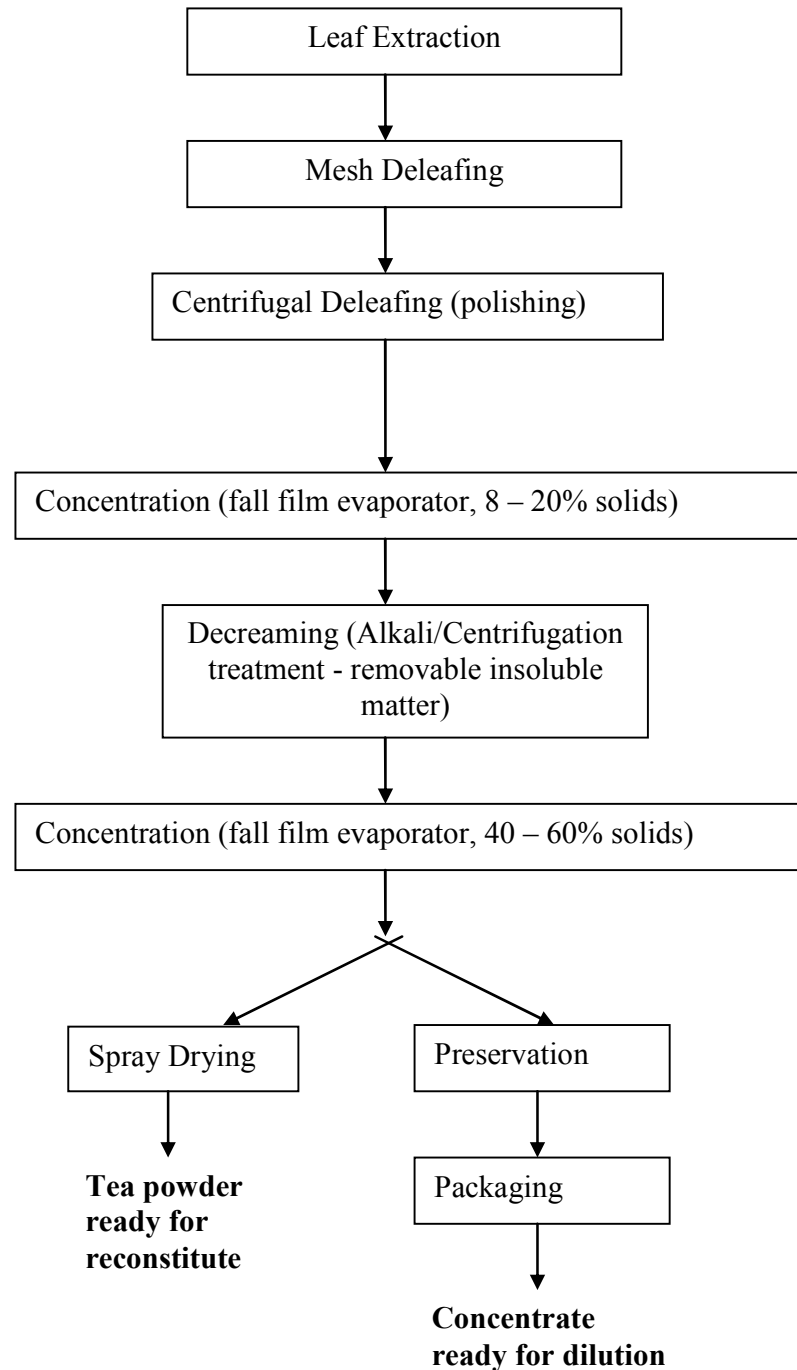 Leaf Extraction
Mesh Deleafing
Centrifugal Deleafing (polishing)
Concentration (fall film evaporator, 8 – 20% solids)
Decreaming (Alkali/Centrifugation
treatment - removable insoluble
matter)
Concentration (fall film evaporator, 40 – 60% solids)
Spray Drying
Preservation
Tea powder
ready for
reconstitute
Packaging
Concentrate
ready for dilution